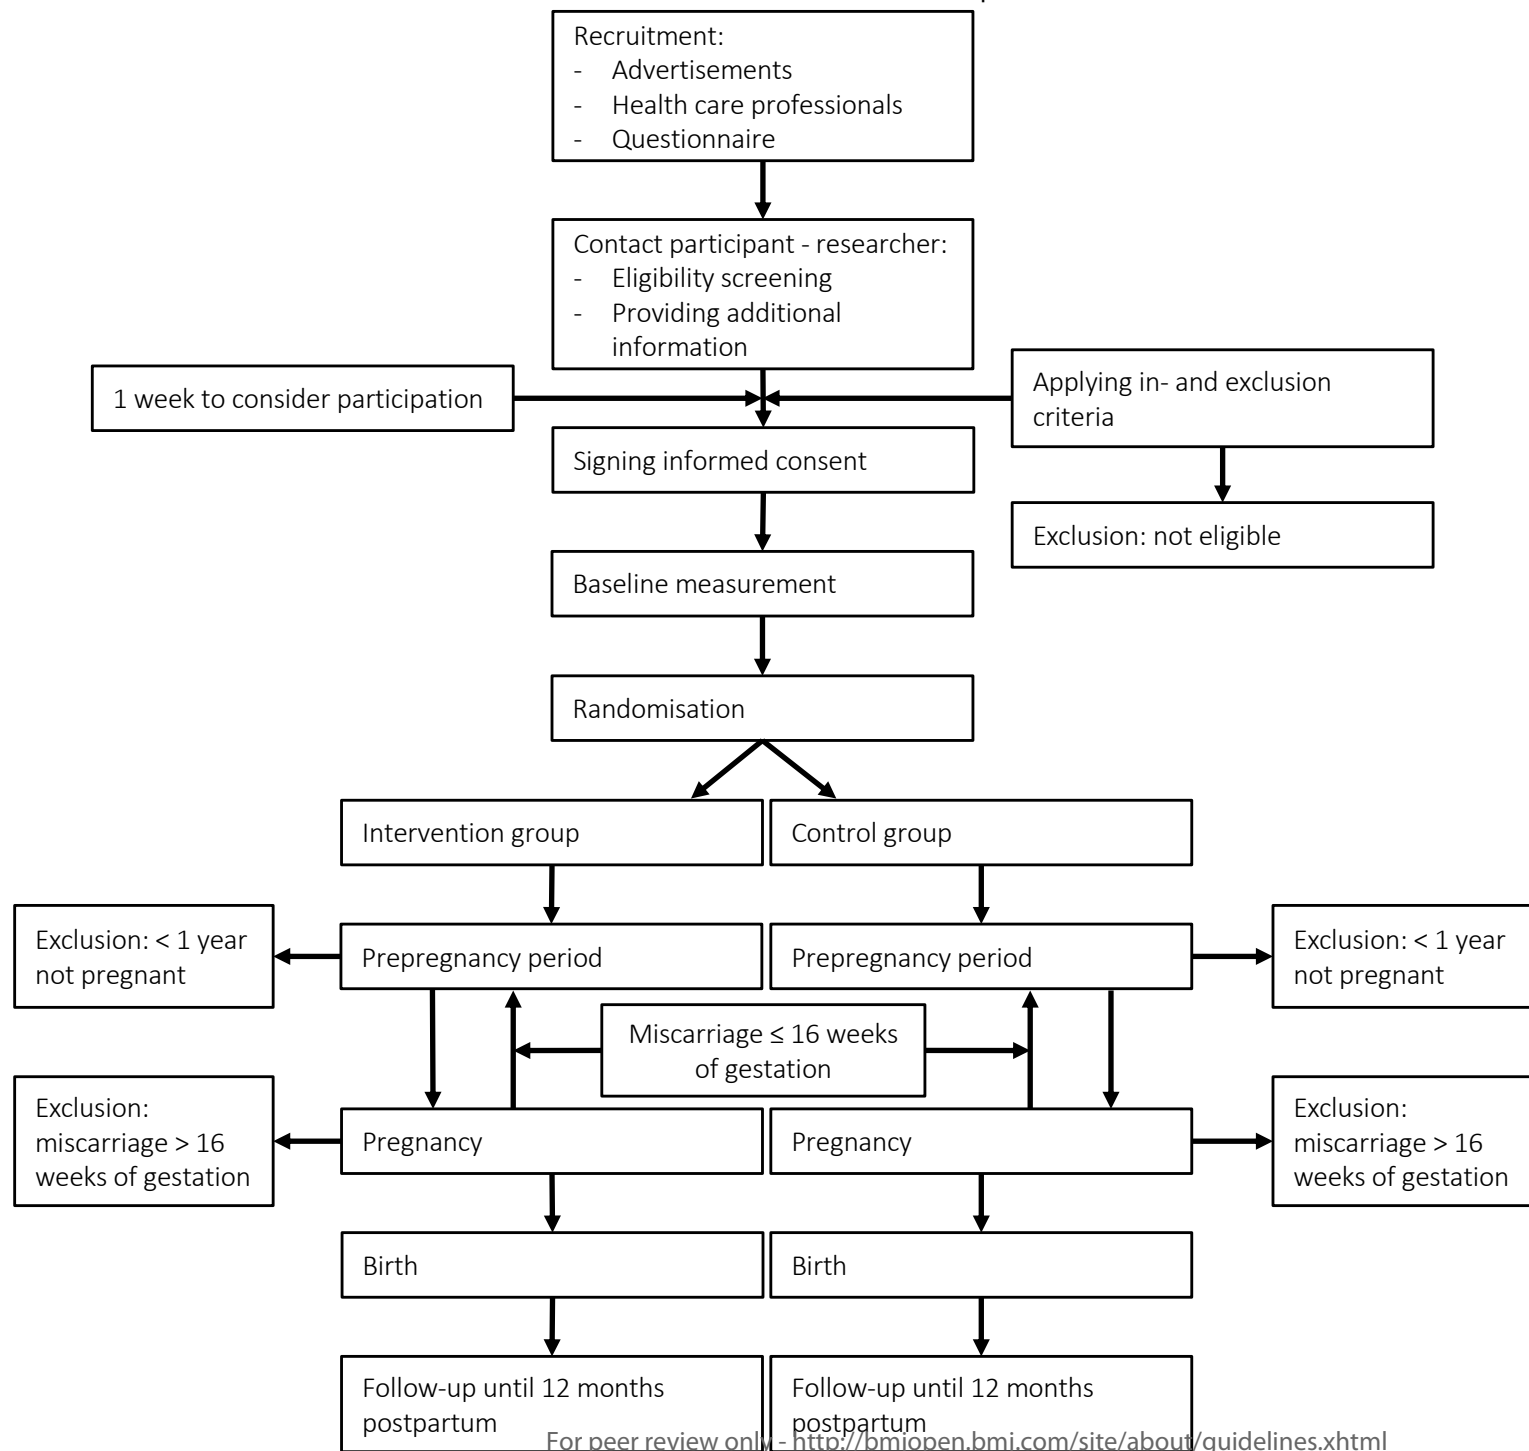 Recruitment:
- Advertisements
- Health care professionals
- Questionnaire
Contact participant - researcher:
- Eligibility screening
- Providing additional
information
1 week to consider participation
Applying in- and exclusion
criteria
Signing informed consent
Exclusion: not eligible
Baseline measurement
Randomisation
Intervention group
Control group
Exclusion: < 1 year
not pregnant
Prepregnancy period
Prepregnancy period
Exclusion: < 1 year
not pregnant
Miscarriage ≤ 16 weeks
of gestation
Exclusion:
miscarriage > 16
weeks of gestation
Pregnancy
Pregnancy
Exclusion:
miscarriage > 16
weeks of gestation
Birth
Birth
Follow-up until 12 months
postpartum
Follow-up until 12 months
postpartum
For peer review only - http://bmjopen.bmj.com/site/about/guidelines.xhtml